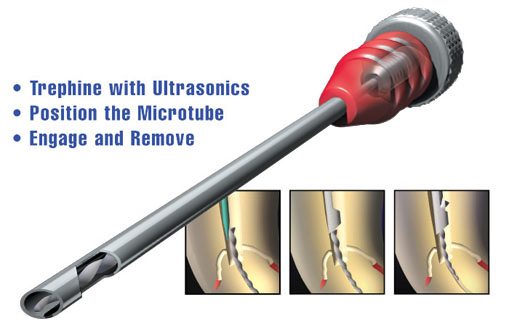 • Trephine with Ultrasonics
• Position the Microtube
• Engage and Remove